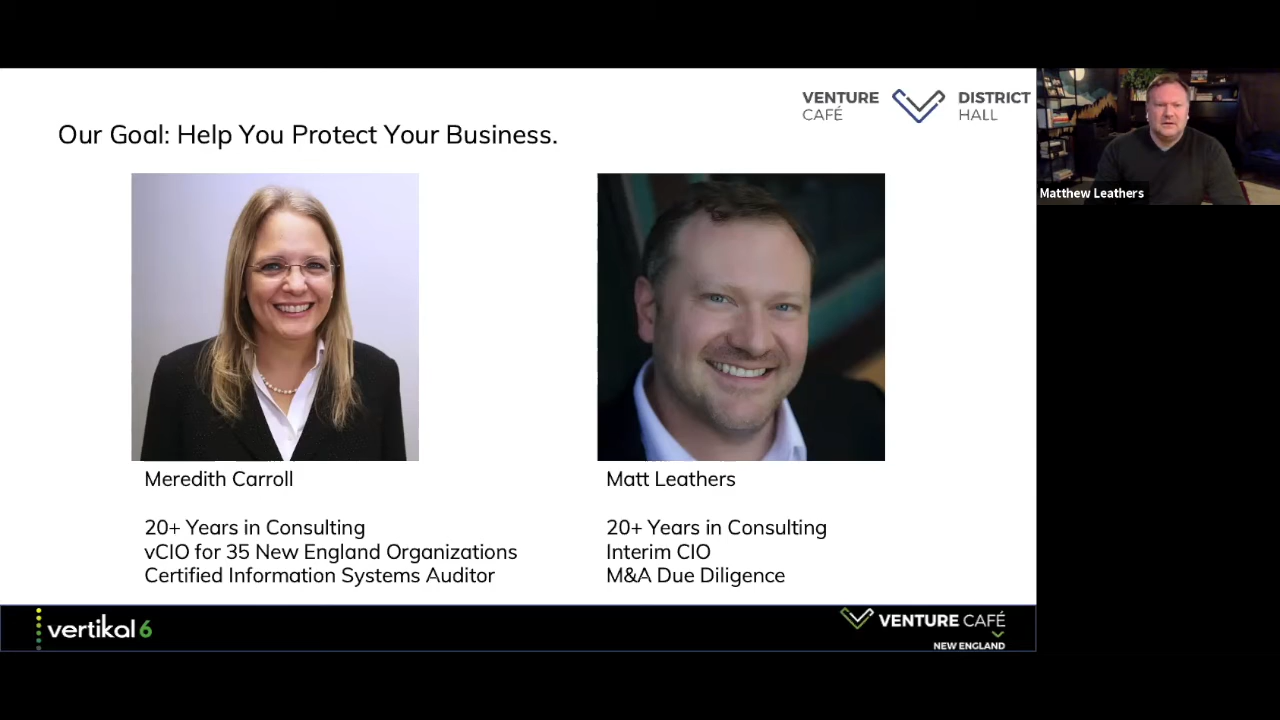 VENTURE
CAFÉ
DISTRICT
HALL
Our Goal: Help You Protect Your Business.
Matthew Leathers
Meredith Carroll
20+ Years in Consulting
vCIO for 35 New England Organizations
Certified Information Systems Auditor
Matt Leathers
20+ Years in Consulting
Interim CIO
M&A Due Diligence
vertikal6
VENTURE CAFÉ
NEW ENGLAND